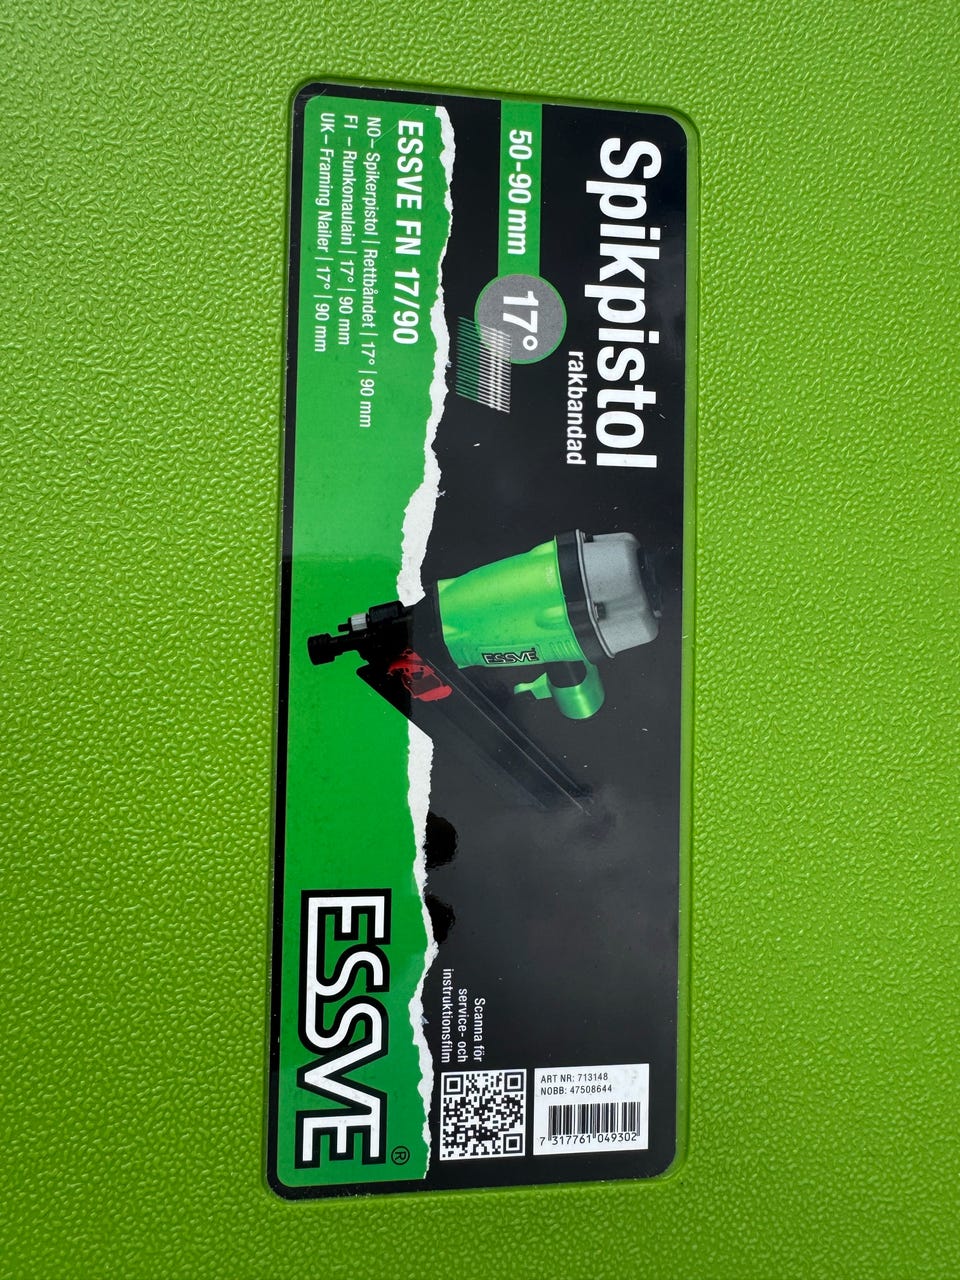 Spikpistol
rakbandad
50-90 mm
17°
ESSVE FN 17/90
NO – Spikerpistol | Rettbåndet | 17° | 90 mm
FI – Runkonaulain | 17° | 90 mm
UK – Framing Nailer | 17° | 90 mm
ESSVE
ESSVE®
Scanna för
service- och
instruktionsfilm
ART NR: 713148
NOBB: 47508644
7 317761 049302